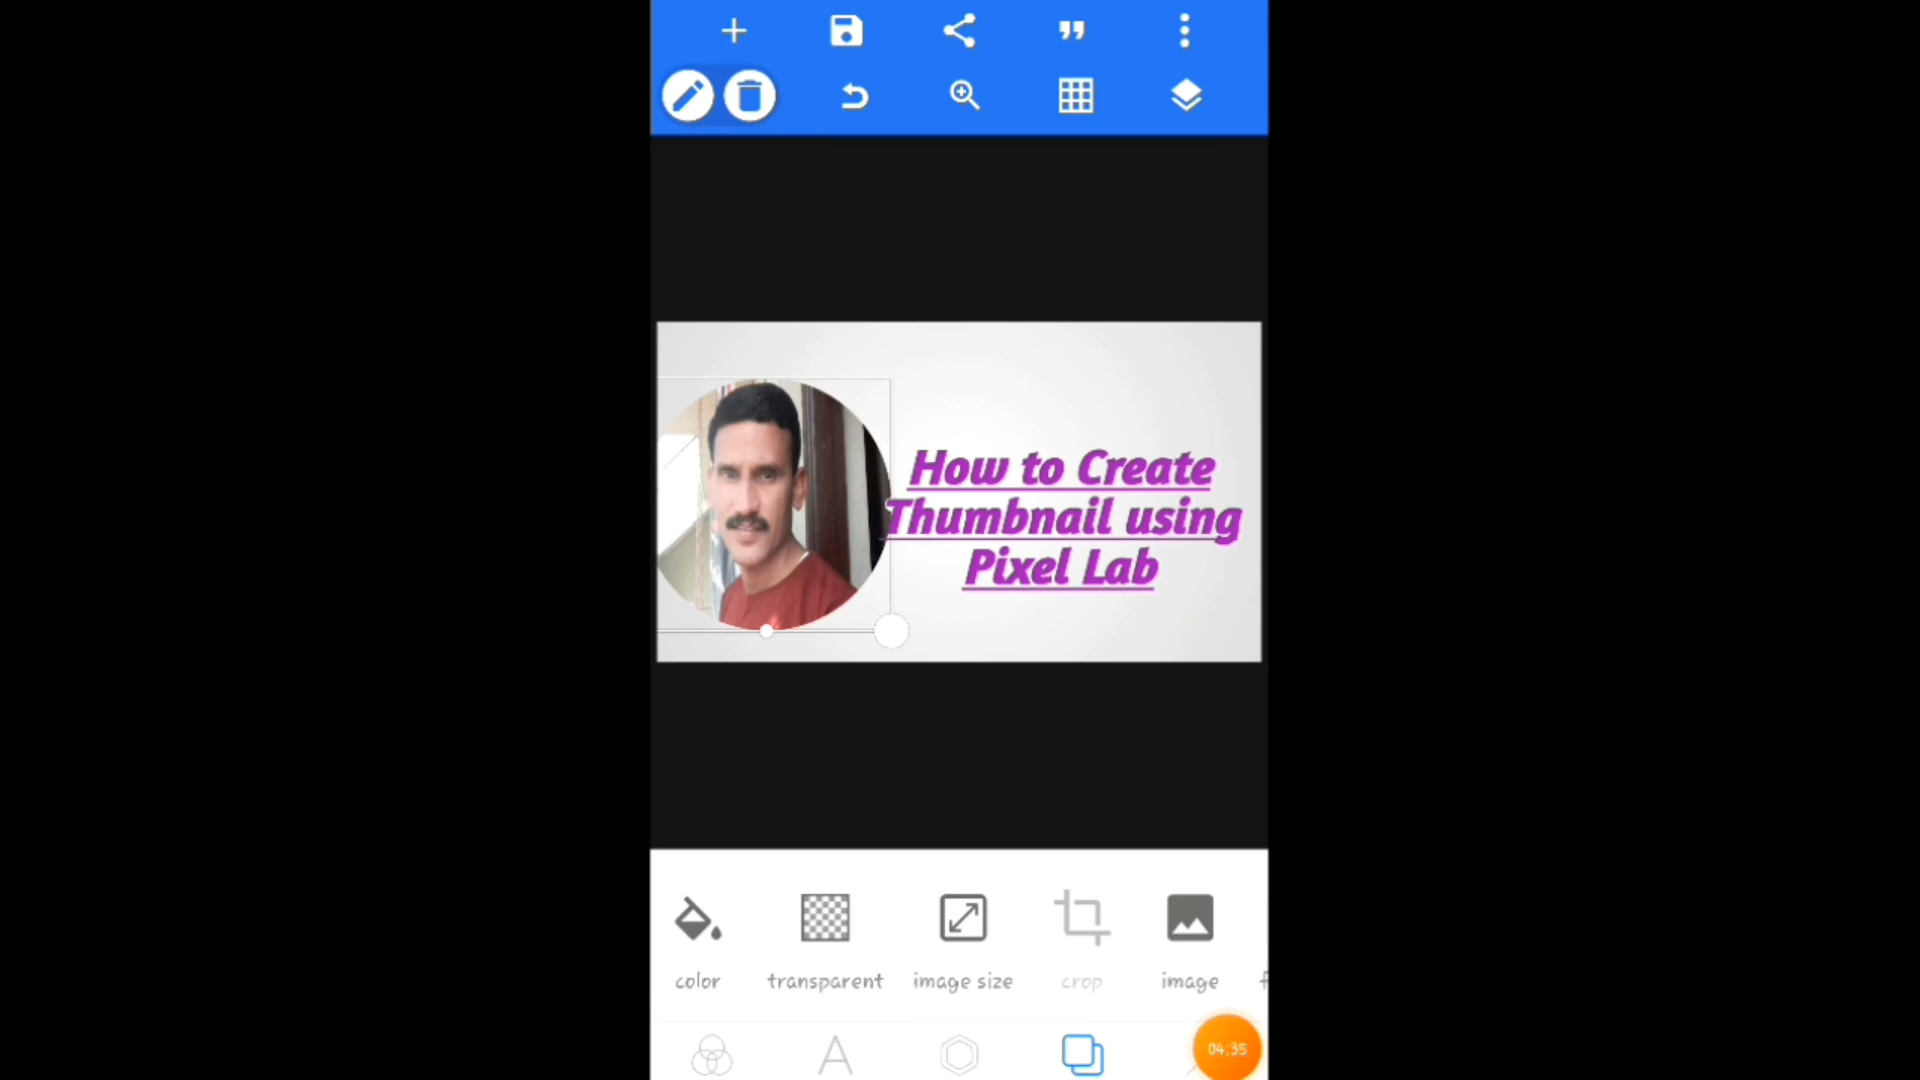 How to Create
Thumbnail using
Pixel Lab
color transparent image size crop image
04:35